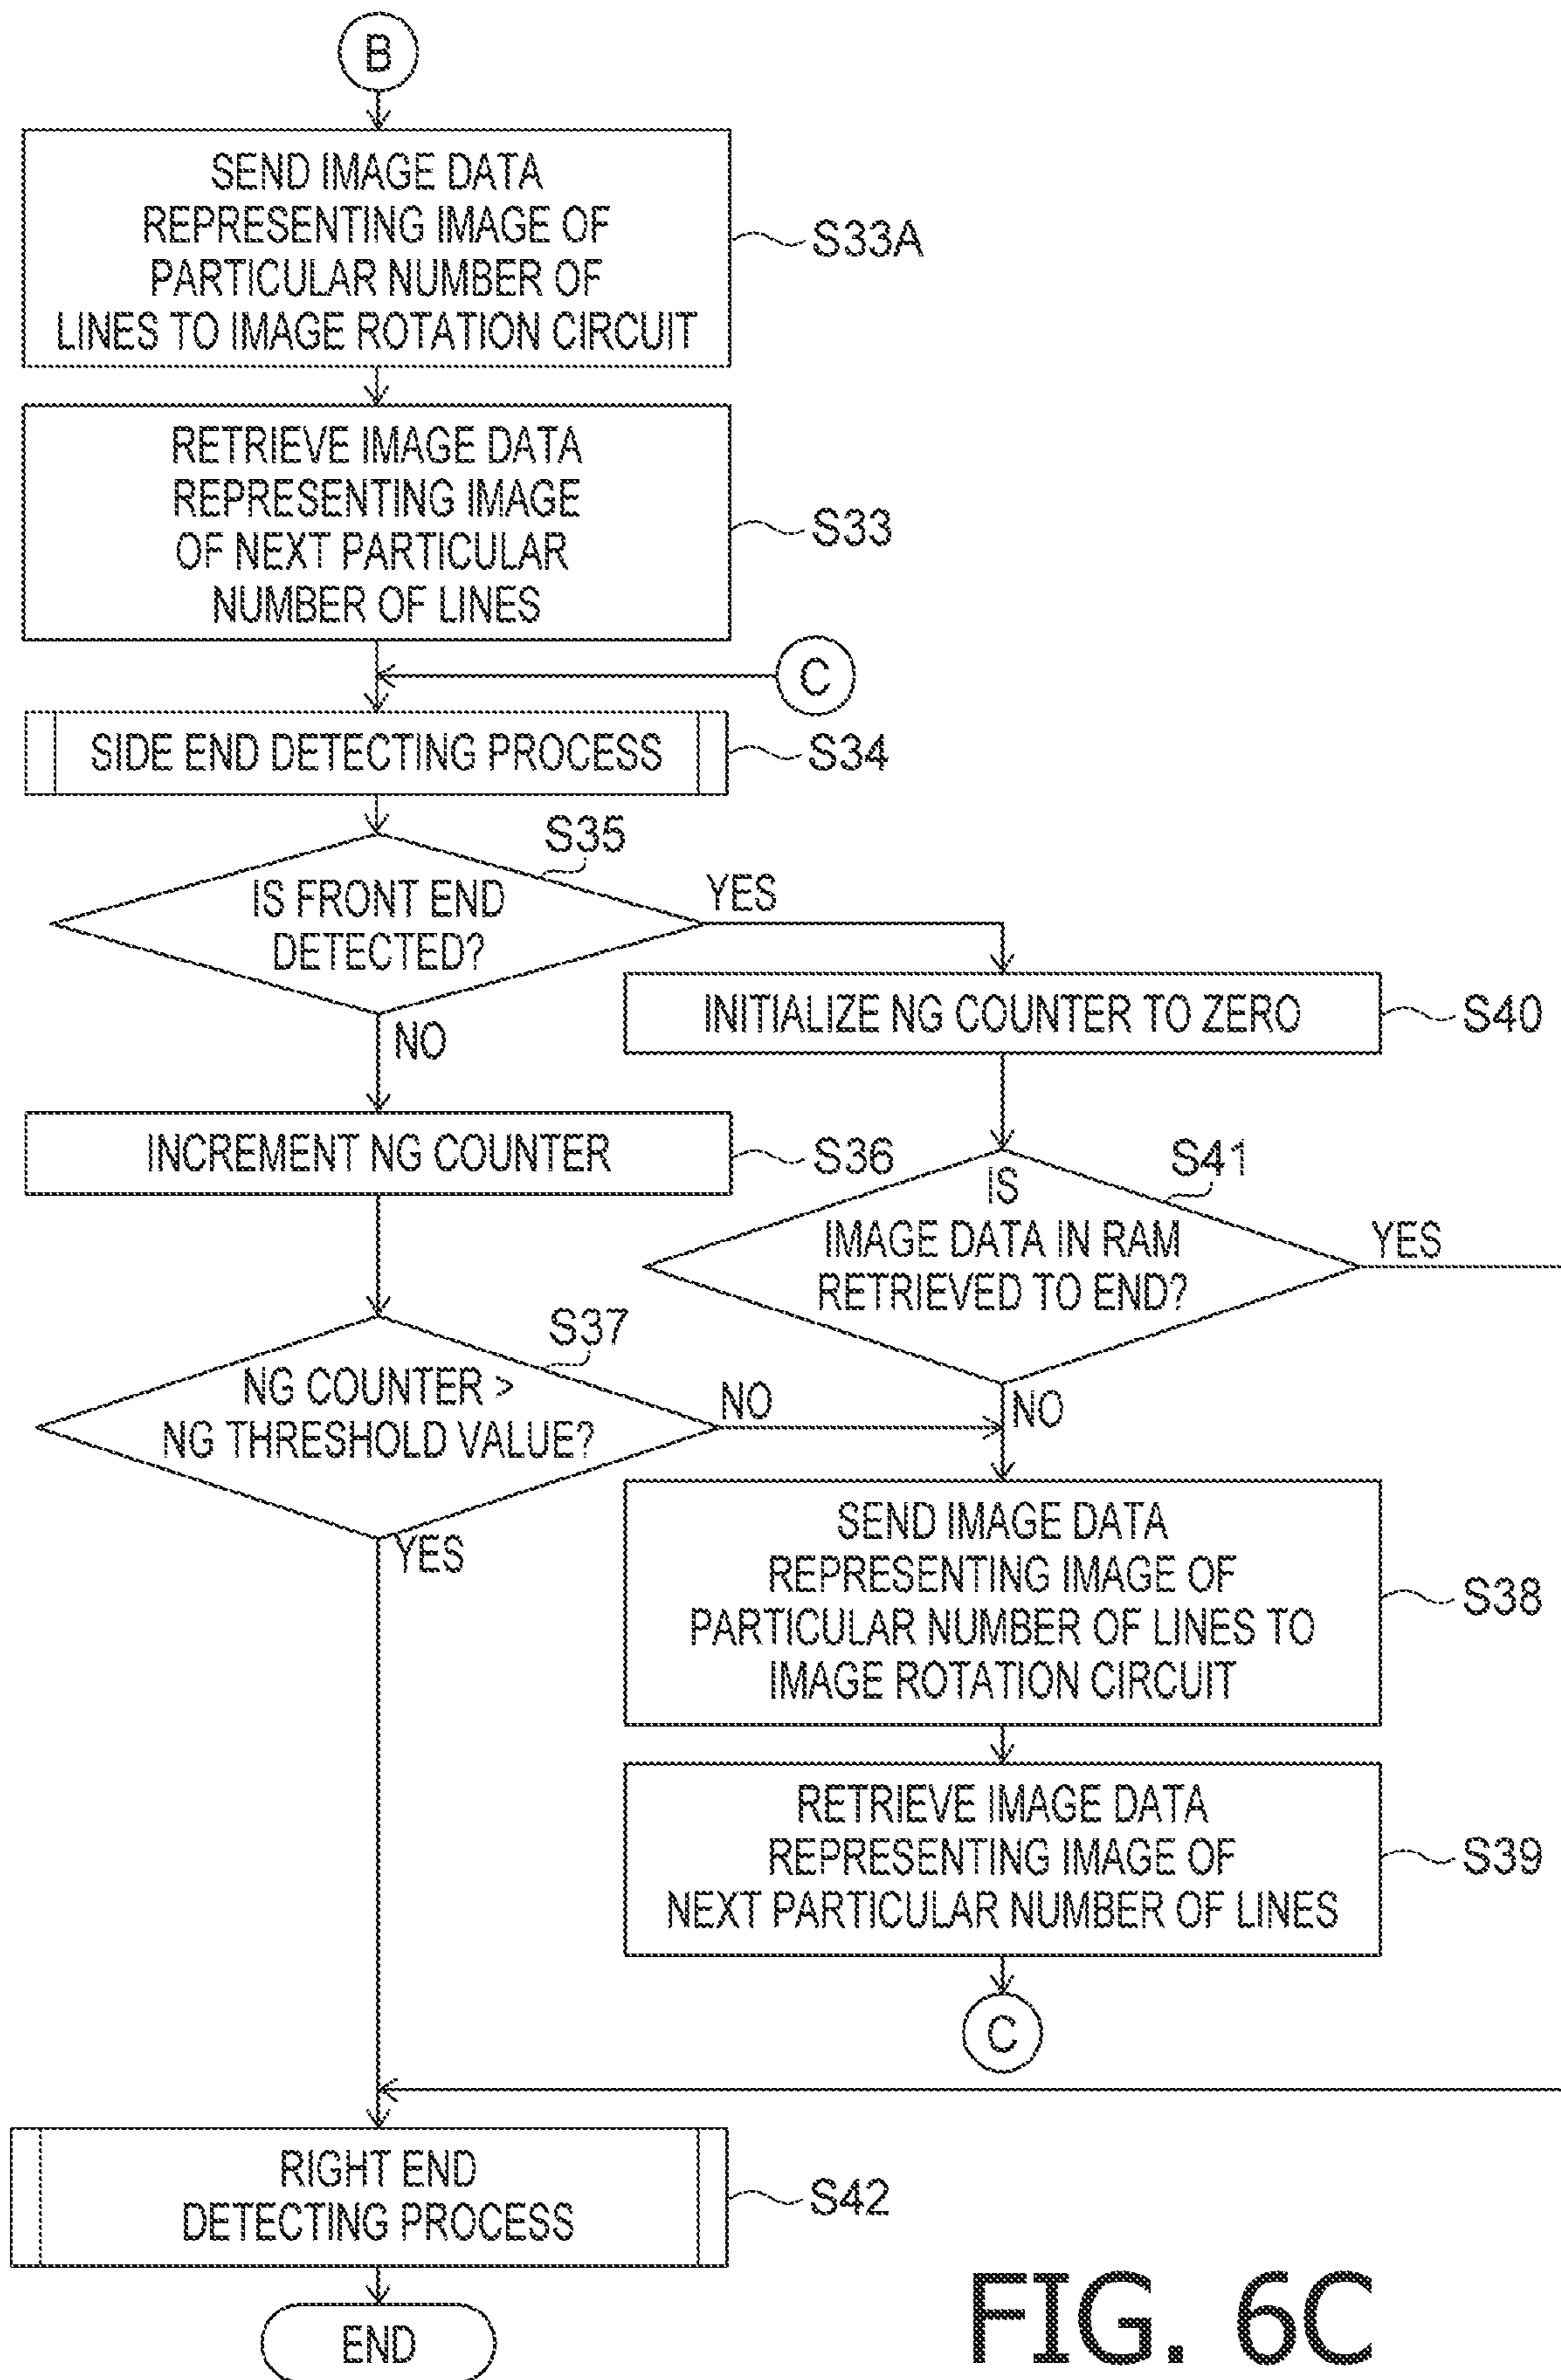 B
SEND IMAGE DATA
REPRESENTING IMAGE OF
PARTICULAR NUMBER OF
LINES TO IMAGE ROTATION CIRCUIT
S33A
RETRIEVE IMAGE DATA
REPRESENTING IMAGE
OF NEXT PARTICULAR
NUMBER OF LINES
S33
C
SIDE END DETECTING PROCESS
S34
S35
IS FRONT END
DETECTED?
YES
NO
INITIALIZE NG COUNTER TO ZERO
S40
INCREMENT NG COUNTER
S36
S41
IS
IMAGE DATA IN RAM
RETRIEVED TO END?
YES
NO
S37
NG COUNTER >
NG THRESHOLD VALUE?
NO
YES
SEND IMAGE DATA
REPRESENTING IMAGE OF
PARTICULAR NUMBER OF LINES TO
IMAGE ROTATION CIRCUIT
S38
RETRIEVE IMAGE DATA
REPRESENTING IMAGE OF
NEXT PARTICULAR NUMBER OF LINES
S39
C
RIGHT END
DETECTING PROCESS
S42
END
FIG. 6C